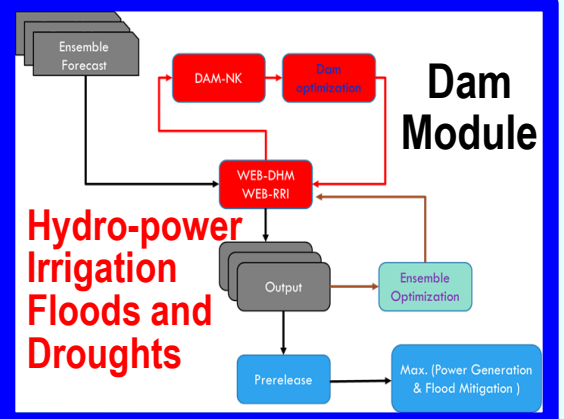 Ensemble
Forecast
DAM-NK
Dam
optimization
Dam
Module
WEB-DHM
WEB-RRI
Hydro-power
Irrigation
Floods and
Droughts
Output
Ensemble
Optimization
Prerelease
Max. (Power Generation
& Flood Mitigation )